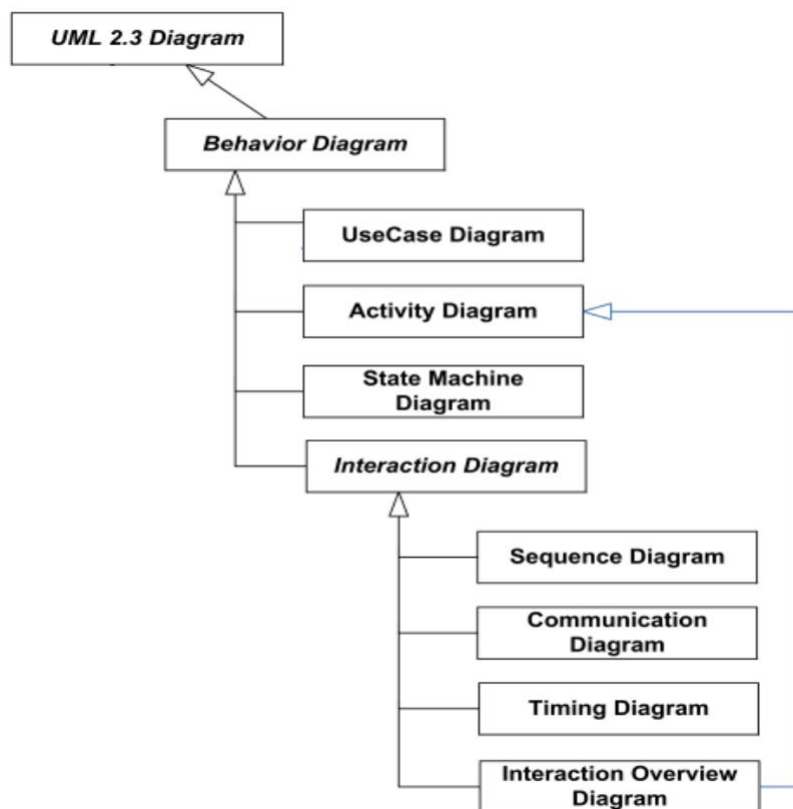 UML 2.3 Diagram
Behavior Diagram
UseCase Diagram
Activity Diagram
State Machine
Diagram
Interaction Diagram
Sequence Diagram
Communication
Diagram
Timing Diagram
Interaction Overview
Diagram